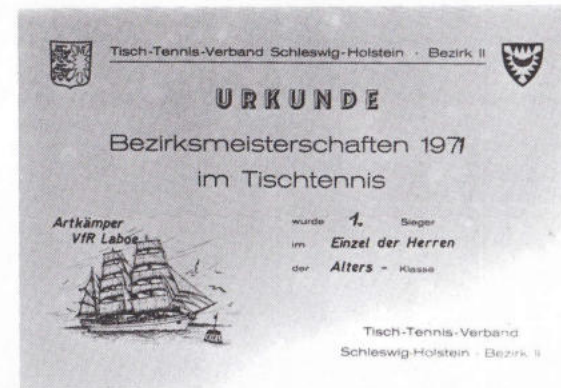 Tisch-Tennis-Verband Schleswig-Holstein · Bezirk II
URKUNDE
Bezirksmeisterschaften 1971
im Tischtennis
Artkämper
VfR Laboe
wurde 1. Sieger
im Einzel der Herren
der Alters - Klasse
Tisch-Tennis-Verband
Schleswig-Holstein - Bezirk II